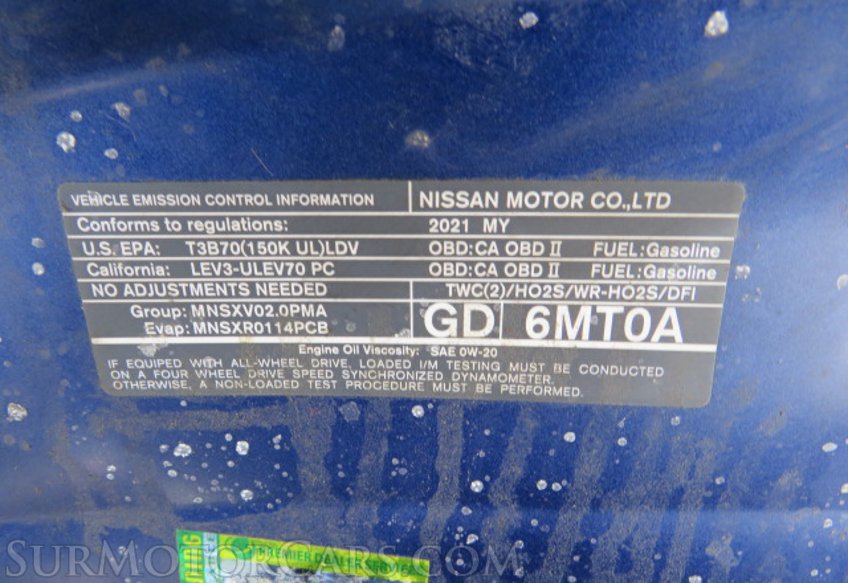 VEHICLE EMISSION CONTROL INFORMATION NISSAN MOTOR CO.,LTD
Conforms to regulations: 2021 MY
U.S. EPA: T3B70(150K UL)LDV OBD:CA OBD II FUEL:Gasoline
California: LEV3-ULEV70 PC OBD:CA OBD II FUEL:Gasoline
NO ADJUSTMENTS NEEDED TWC(2)/HO2S/WR-HO2S/DFI
Group: MNSXV02.0PMA
Evap: MNSXR0114PCB
GD 6MT0A
Engine Oil Viscosity: SAE 0W-20
IF EQUIPED WITH ALL-WHEEL DRIVE, LOADED I/M TESTING MUST BE CONDUCTED
ON A FOUR WHEEL DRIVE SPEED SYNCHRONIZED DYNAMOMETER.
OTHERWISE, A NON-LOADED TEST PROCEDURE MUST BE PERFORMED.
PREMIER DEALER
SurMotorCars.com